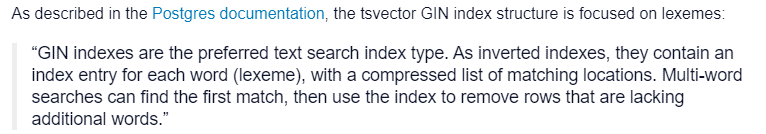 As described in the Postgres documentation, the tsvector GIN index structure is focused on lexemes:
“GIN indexes are the preferred text search index type. As inverted indexes, they contain an
index entry for each word (lexeme), with a compressed list of matching locations. Multi-word
searches can find the first match, then use the index to remove rows that are lacking
additional words.”